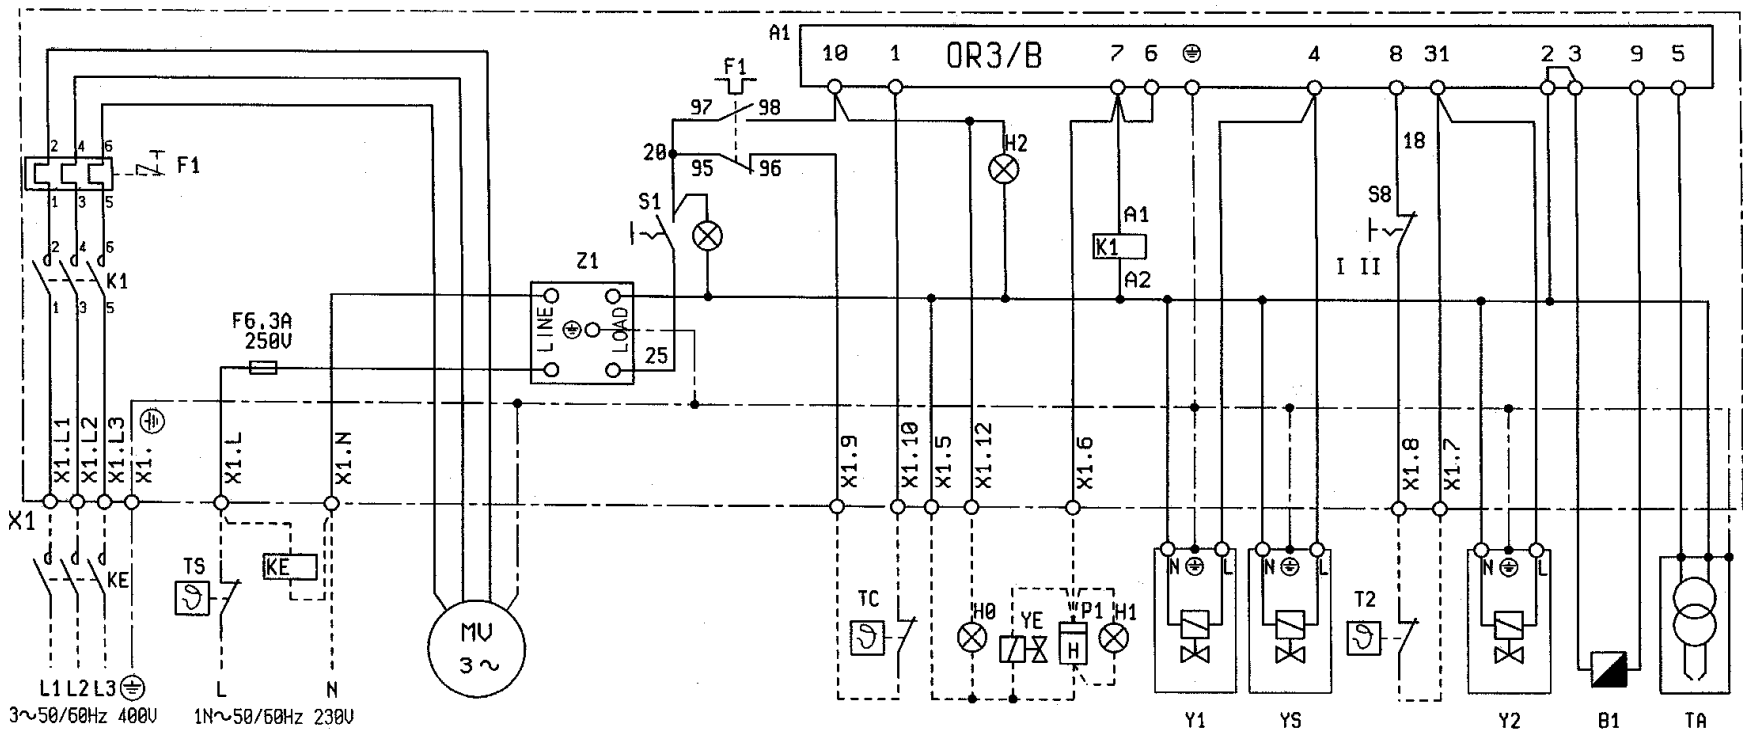 A1
10 1 OR3/B 7 6 4 8 31 2 3 9 5
F1
97 98
2 4 6
F1
20
95 96
H2
18
1 3 5
S1
S8
A1
2 4 6
K1
K1
Z1
I II
A2
1 3 5
F6,3A
250V
LINE
LOAD
25
X1.L1
X1.L2
X1.L3
X1.
X1.L
X1.N
X1.9
X1.10
X1.5
X1.12
X1.6
X1.8
X1.7
X1
N L
N L
N L
TS
KE
KE
TC
H0
YE
P1
H1
T2
MV
3~
H
L1 L2 L3
L
N
3~50/60Hz 400V
1N~50/60Hz 230V
Y1
YS
Y2
B1
TA